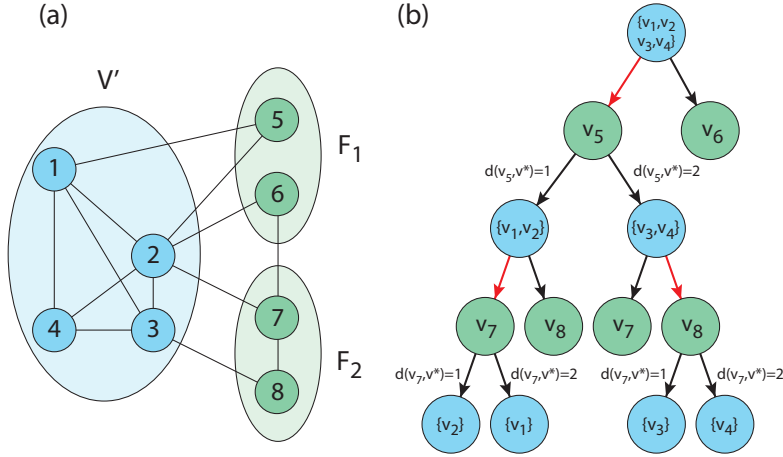 (a)
V'
1
2
3
4
5
6
F1
7
8
F2
(b)
{v1,v2
v3,v4}
v5
v6
d(v5,v*)=1
d(v5,v*)=2
{v1,v2}
{v3,v4}
v7
v8
v7
v8
d(v7,v*)=1
d(v7,v*)=2
d(v7,v*)=1
d(v7,v*)=2
{v2}
{v1}
{v3}
{v4}